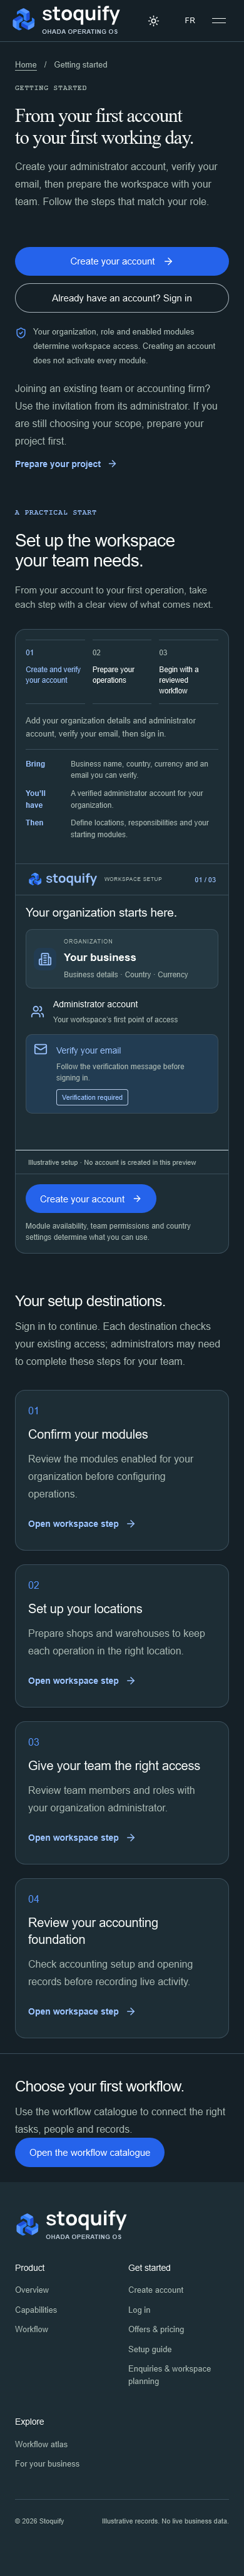 stoquify
OHADA OPERATING OS
FR
Home / Getting started
GETTING STARTED
From your first account
to your first working day.
Create your administrator account, verify your
email, then prepare the workspace with your
team. Follow the steps that match your role.
Create your account
Already have an account? Sign in
Your organization, role and enabled modules
determine workspace access. Creating an account
does not activate every module.
Joining an existing team or accounting firm?
Use the invitation from its administrator. If you
are still choosing your scope, prepare your
project first.
Prepare your project
A PRACTICAL START
Set up the workspace
your team needs.
From your account to your first operation, take
each step with a clear view of what comes next.
01
Create and verify
your account
02
Prepare your
operations
03
Begin with a
reviewed
workflow
Add your organization details and administrator
account, verify your email, then sign in.
Bring
Business name, country, currency and an
email you can verify.
You'll
have
A verified administrator account for your
organization.
Then
Define locations, responsibilities and your
starting modules.
stoquify WORKSPACE SETUP 01 / 03
Your organization starts here.
ORGANIZATION
Your business
Business details · Country · Currency
Administrator account
Your workspace's first point of access
Verify your email
Follow the verification message before
signing in.
Verification required
Illustrative setup · No account is created in this preview
Create your account
Module availability, team permissions and country
settings determine what you can use.
Your setup destinations.
Sign in to continue. Each destination checks
your existing access; administrators may need
to complete these steps for your team.
01
Confirm your modules
Review the modules enabled for your
organization before configuring
operations.
Open workspace step
02
Set up your locations
Prepare shops and warehouses to keep
each operation in the right location.
Open workspace step
03
Give your team the right access
Review team members and roles with
your organization administrator.
Open workspace step
04
Review your accounting
foundation
Check accounting setup and opening
records before recording live activity.
Open workspace step
Choose your first workflow.
Use the workflow catalogue to connect the right
tasks, people and records.
Open the workflow catalogue
stoquify
OHADA OPERATING OS
Product
Overview
Capabilities
Workflow
Get started
Create account
Log in
Offers & pricing
Setup guide
Enquiries & workspace
planning
Explore
Workflow atlas
For your business
© 2026 Stoquify
Illustrative records. No live business data.